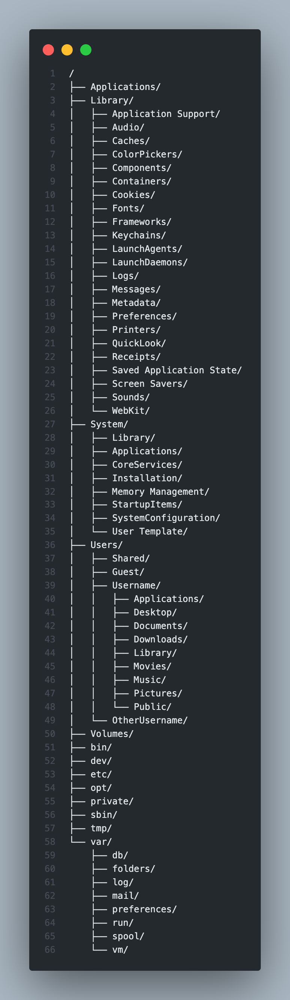 1 /
2 ├── Applications/
3 ├── Library/
4 │   ├── Application Support/
5 │   ├── Audio/
6 │   ├── Caches/
7 │   ├── ColorPickers/
8 │   ├── Components/
9 │   ├── Containers/
10 │   ├── Cookies/
11 │   ├── Fonts/
12 │   ├── Frameworks/
13 │   ├── Keychains/
14 │   ├── LaunchAgents/
15 │   ├── LaunchDaemons/
16 │   ├── Logs/
17 │   ├── Messages/
18 │   ├── Metadata/
19 │   ├── Preferences/
20 │   ├── Printers/
21 │   ├── QuickLook/
22 │   ├── Receipts/
23 │   ├── Saved Application State/
24 │   ├── Screen Savers/
25 │   ├── Sounds/
26 │   └── WebKit/
27 ├── System/
28 │   ├── Library/
29 │   ├── Applications/
30 │   ├── CoreServices/
31 │   ├── Installation/
32 │   ├── Memory Management/
33 │   ├── StartupItems/
34 │   ├── SystemConfiguration/
35 │   └── User Template/
36 ├── Users/
37 │   ├── Shared/
38 │   ├── Guest/
39 │   ├── Username/
40 │   │   ├── Applications/
41 │   │   ├── Desktop/
42 │   │   ├── Documents/
43 │   │   ├── Downloads/
44 │   │   ├── Library/
45 │   │   ├── Movies/
46 │   │   ├── Music/
47 │   │   ├── Pictures/
48 │   │   └── Public/
49 │   └── OtherUsername/
50 ├── Volumes/
51 ├── bin/
52 ├── dev/
53 ├── etc/
54 ├── opt/
55 ├── private/
56 ├── sbin/
57 ├── tmp/
58 └── var/
59     ├── db/
60     ├── folders/
61     ├── log/
62     ├── mail/
63     ├── preferences/
64     ├── run/
65     ├── spool/
66     └── vm/